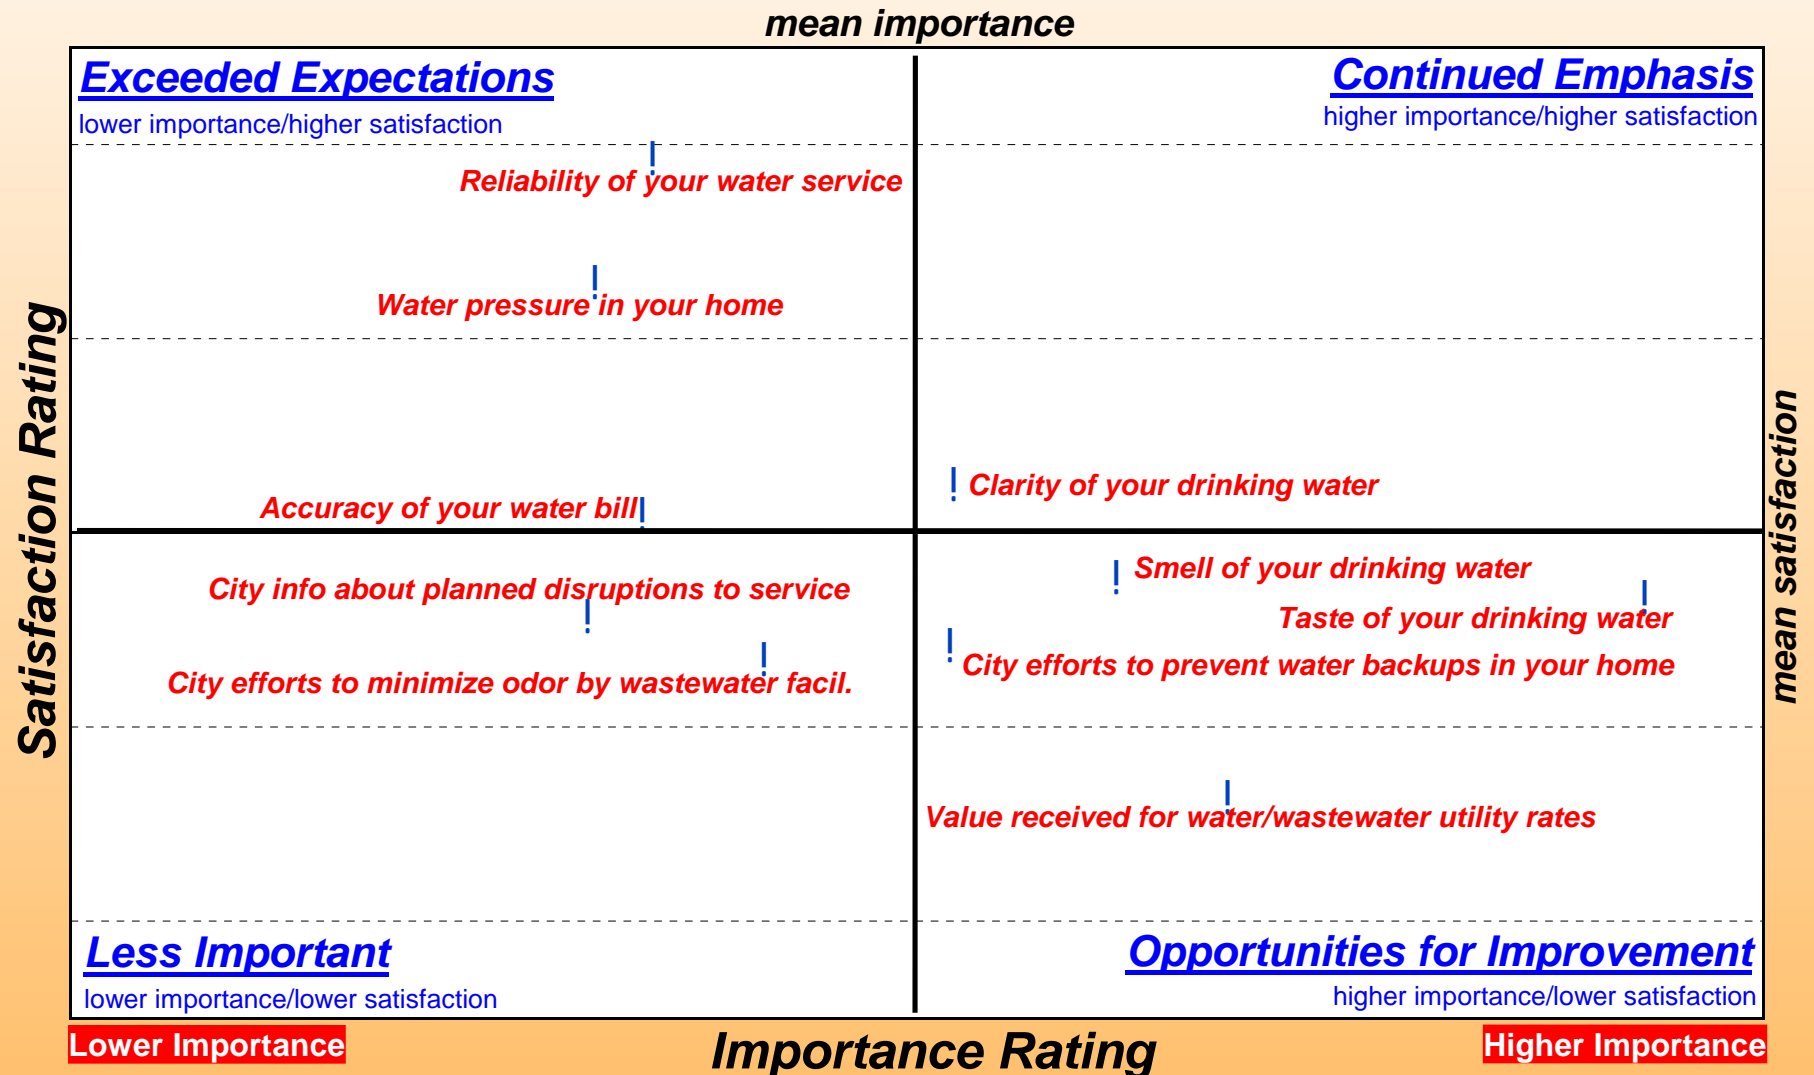 mean importance
Exceeded Expectations
lower importance/higher satisfaction
Continued Emphasis
higher importance/higher satisfaction
Reliability of your water service
Water pressure in your home
Satisfaction Rating
mean satisfaction
Clarity of your drinking water
Accuracy of your water bill
Smell of your drinking water
City info about planned disruptions to service
Taste of your drinking water
City efforts to prevent water backups in your home
City efforts to minimize odor by wastewater facil.
Value received for water/wastewater utility rates
Less Important
lower importance/lower satisfaction
Opportunities for Improvement
higher importance/lower satisfaction
Lower Importance
Importance Rating
Higher Importance